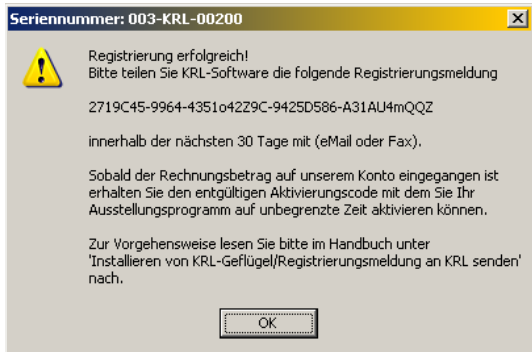 Seriennummer: 003-KRL-00200
Registrierung erfolgreich!
Bitte teilen Sie KRL-Software die folgende Registrierungsmeldung
2719C45-9964-4351o42Z9C-9425D586-A31AU4mQQZ
innerhalb der nächsten 30 Tage mit (eMail oder Fax).
Sobald der Rechnungsbetrag auf unserem Konto eingegangen ist
erhalten Sie den entgültigen Aktivierungscode mit dem Sie Ihr
Ausstellungsprogramm auf unbegrenzte Zeit aktivieren können.
Zur Vorgehensweise lesen Sie bitte im Handbuch unter
'Installieren von KRL-Geflügel/Registrierungsmeldung an KRL senden'
nach.
OK